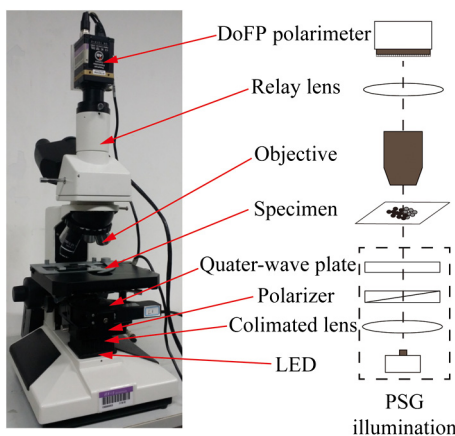 DoFP polarimeter
Relay lens
Objective
Specimen
Quater-wave plate
Polarizer
Colimated lens
LED
PSG
illumination